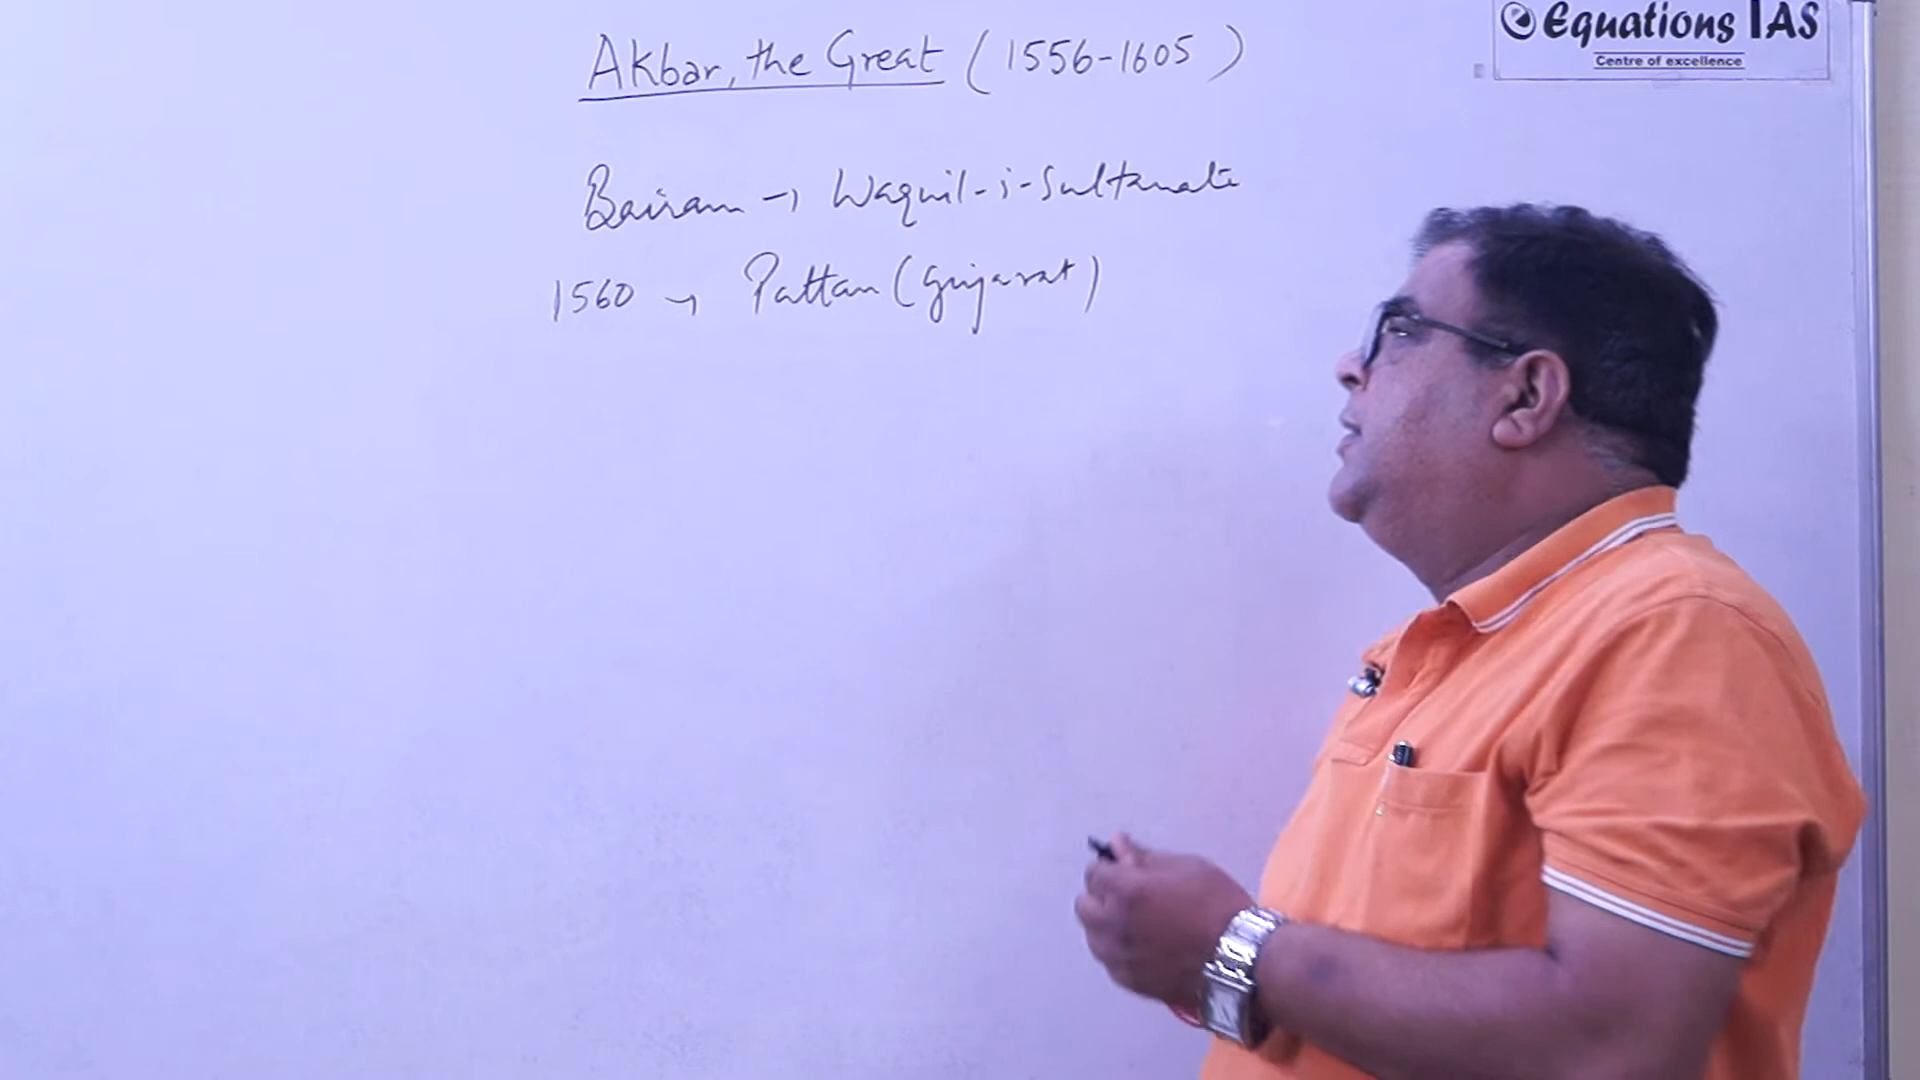 Equations IAS
Centre of excellence
Akbar, the Great (1556-1605)
Bairam → Waquil-i-Sultanate
1560 → Pattan (Gujarat)